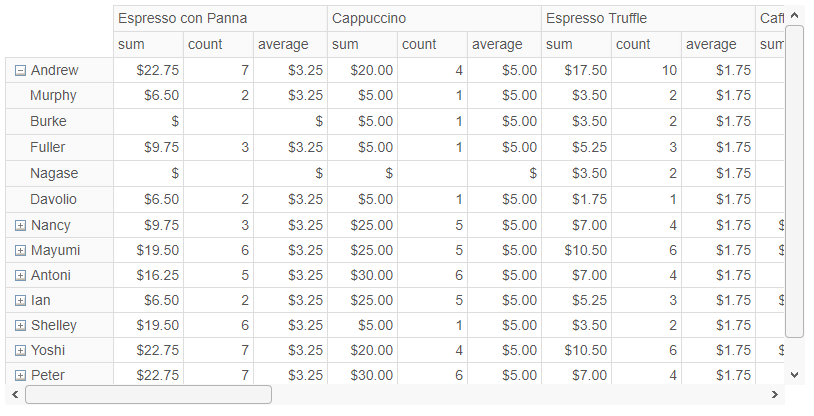 Espresso con Panna Cappuccino Espresso Truffle Caff
sum count average sum count average sum count average sum
Andrew $22.75 7 $3.25 $20.00 4 $5.00 $17.50 10 $1.75
Murphy $6.50 2 $3.25 $5.00 1 $5.00 $3.50 2 $1.75
Burke $ $ $5.00 1 $5.00 $3.50 2 $1.75
Fuller $9.75 3 $3.25 $5.00 1 $5.00 $5.25 3 $1.75
Nagase $ $ $ $ $3.50 2 $1.75
Davolio $6.50 2 $3.25 $5.00 1 $5.00 $1.75 1 $1.75
Nancy $9.75 3 $3.25 $25.00 5 $5.00 $7.00 4 $1.75 $
Mayumi $19.50 6 $3.25 $25.00 5 $5.00 $10.50 6 $1.75 $
Antoni $16.25 5 $3.25 $30.00 6 $5.00 $7.00 4 $1.75
Ian $6.50 2 $3.25 $25.00 5 $5.00 $5.25 3 $1.75 $
Shelley $19.50 6 $3.25 $5.00 1 $5.00 $3.50 2 $1.75
Yoshi $22.75 7 $3.25 $20.00 4 $5.00 $10.50 6 $1.75 $
Peter $22.75 7 $3.25 $30.00 6 $5.00 $7.00 4 $1.75